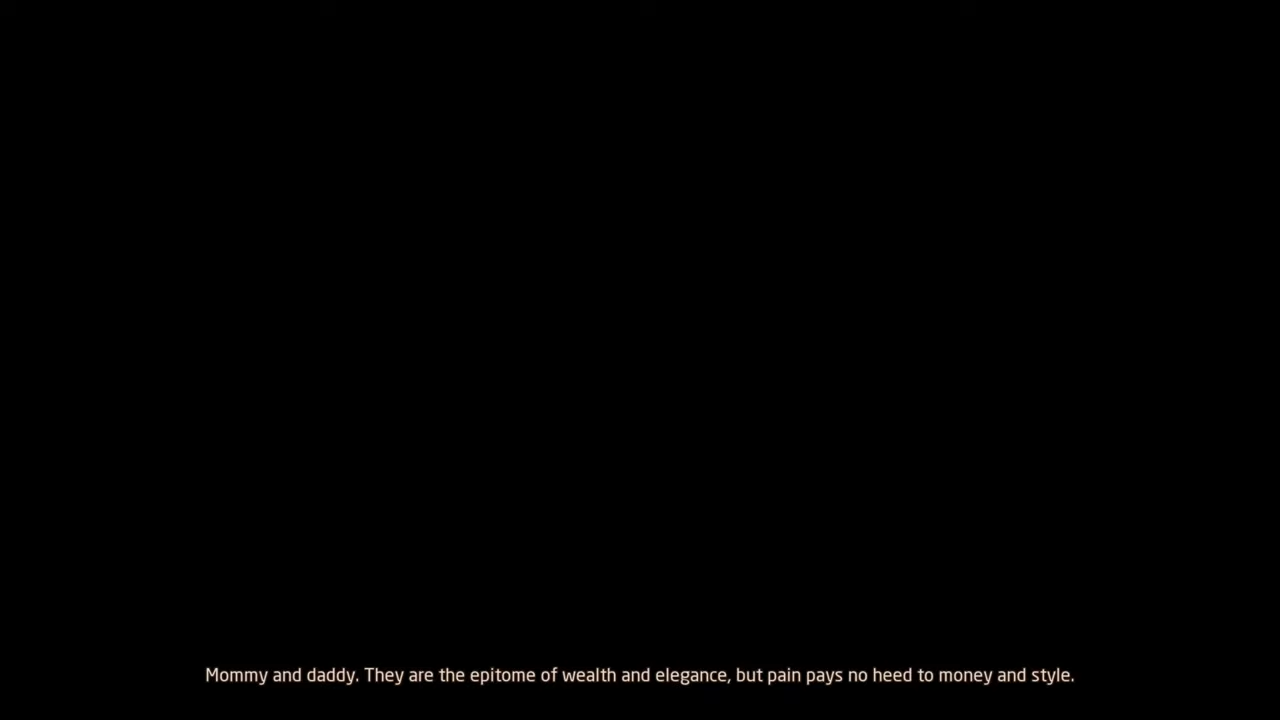 Mommy and daddy. They are the epitome of wealth and elegance, but pain pays no heed to money and style.